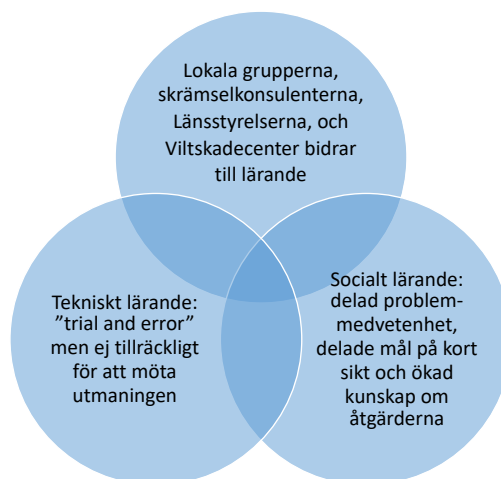 Lokala grupperna,
skrämselkonsulenterna,
Länsstyrelserna, och
Viltskadecenter bidrar
till lärande
Tekniskt lärande:
”trial and error”
men ej tillräckligt
för att möta
utmaningen
Socialt lärande:
delad problem-
medvetenhet,
delade mål på kort
sikt och ökad
kunskap om
åtgärderna